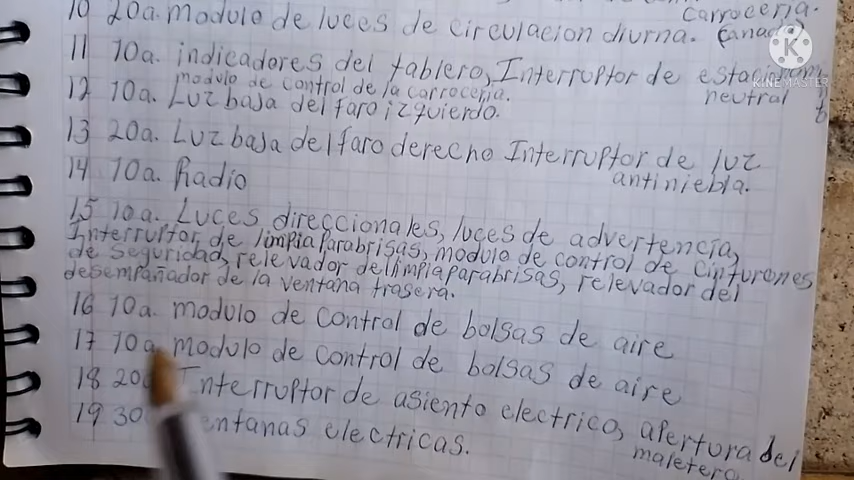 10 20a. modulo de luces de circulacion diurna. (Canada)
carroceria.
11 10a. indicadores del tablero, Interruptor de
neutral
modulo de control de la carroceria.
12 10a. Luz baja del faro izquierdo.
13 20a. Luz baja del faro derecho Interruptor de luz
antiniebla.
14 10a. Radio
15 10a. Luces direccionales, luces de advertencia,
Interruptor de limpiaparabrisas, modulo de control de cinturones
de seguridad, relevador de limpiaparabrisas, relevador del
desempañador de la ventana trasera.
16 10a. modulo de control de bolsas de aire
17 10a. modulo de control de bolsas de aire
18 20 Interruptor de asiento electrico, apertura del
maletero
19 30 entanas electricas.
KINEMASTER